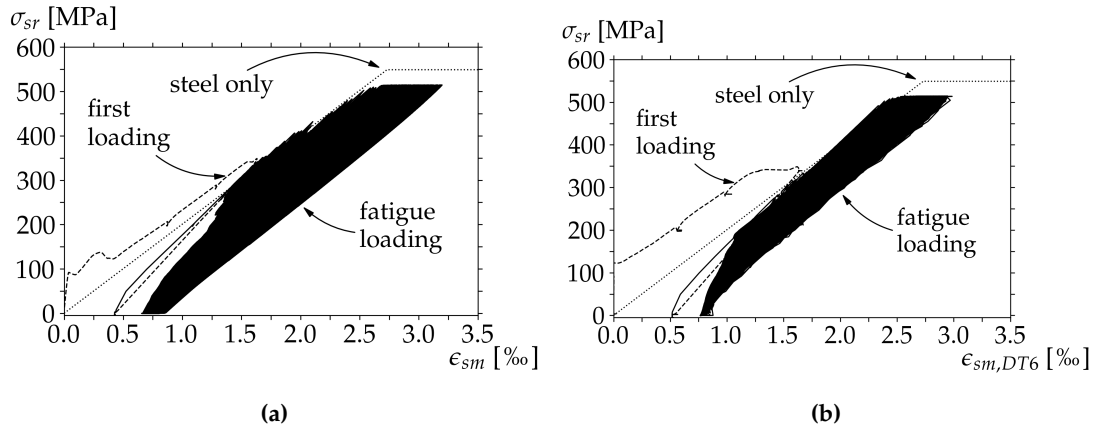 σsr [MPa]
600
500
400
300
200
100
0
0.0 0.5 1.0 1.5 2.0 2.5 3.0 3.5
ϵsm [‰]
steel only
first
loading
fatigue
loading
(a)
σsr [MPa]
600
500
400
300
200
100
0
0.0 0.5 1.0 1.5 2.0 2.5 3.0 3.5
ϵsm,DT6 [‰]
steel only
first
loading
fatigue
loading
(b)